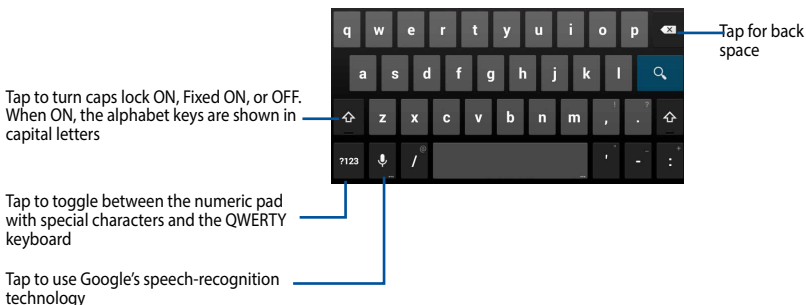 q w e r t y u i o p
Tap for back
space
a s d f g h j k l
Tap to turn caps lock ON, Fixed ON, or OFF.
When ON, the alphabet keys are shown in
capital letters
z x c v b n m , ! . ?
?123 / @ ' " - _ : *
Tap to toggle between the numeric pad
with special characters and the QWERTY
keyboard
Tap to use Google's speech-recognition
technology